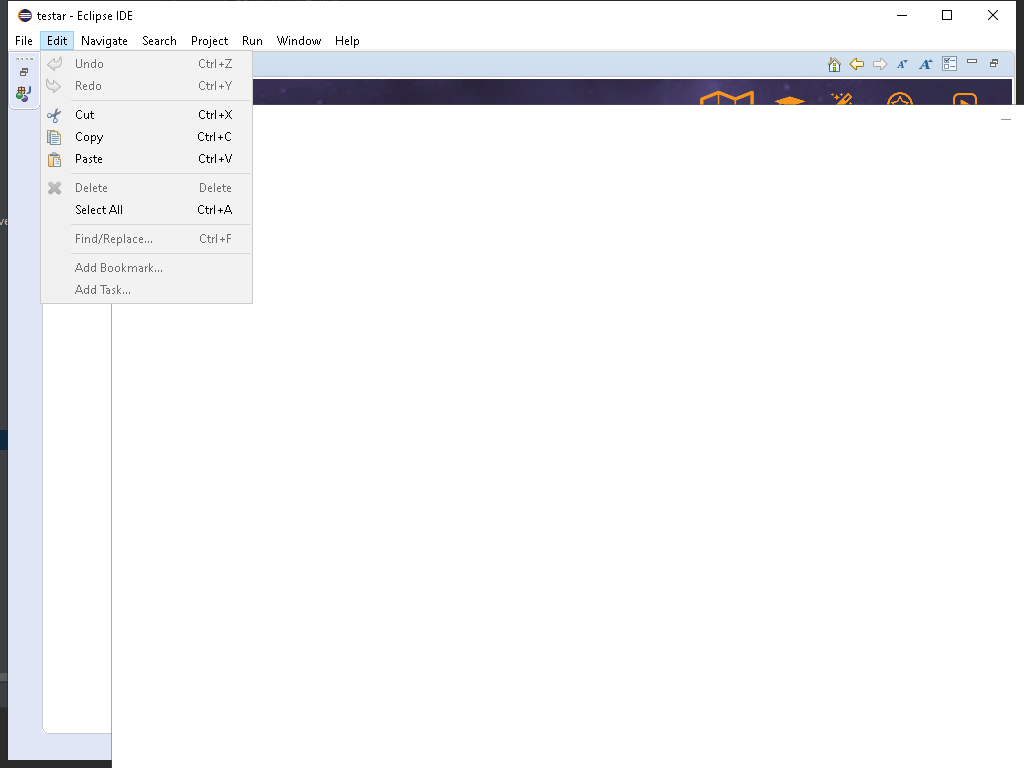 testar - Eclipse IDE
File Edit Navigate Search Project Run Window Help
Undo Ctrl+Z
Redo Ctrl+Y
Cut Ctrl+X
Copy Ctrl+C
Paste Ctrl+V
Delete Delete
Select All Ctrl+A
Find/Replace... Ctrl+F
Add Bookmark...
Add Task...